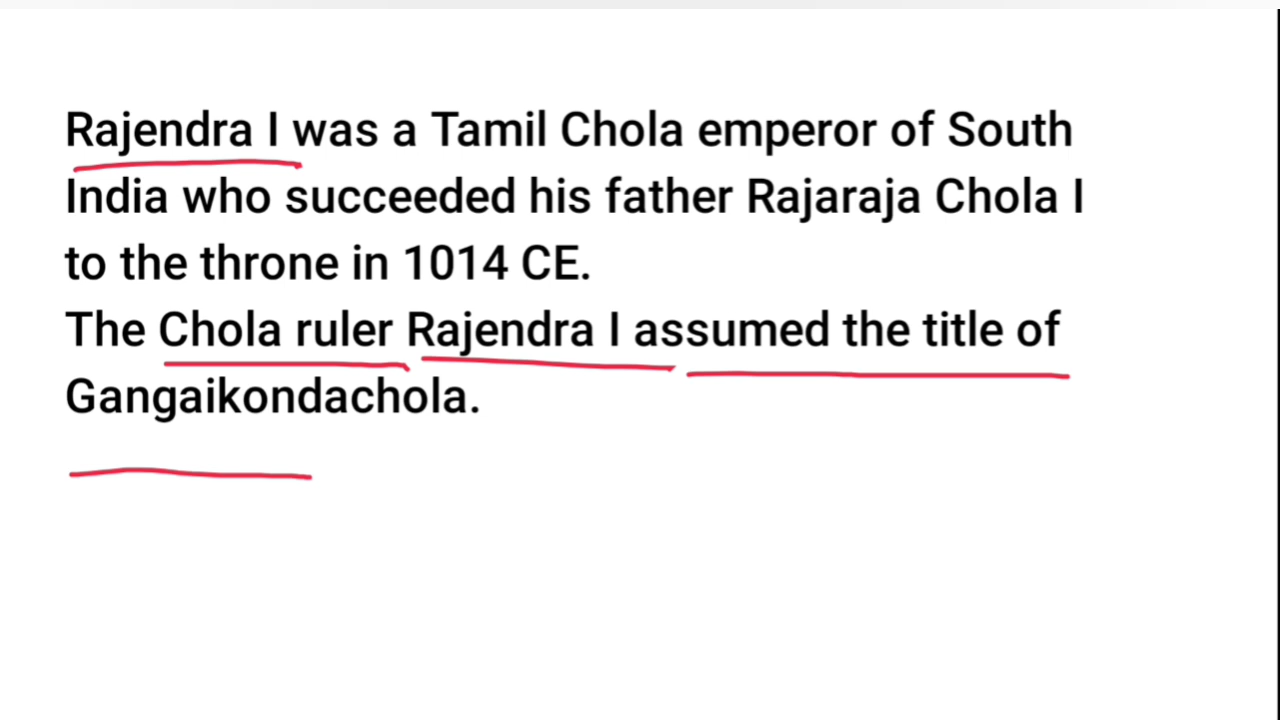 Rajendra I was a Tamil Chola emperor of South
India who succeeded his father Rajaraja Chola I
to the throne in 1014 CE.
The Chola ruler Rajendra I assumed the title of
Gangaikondachola.